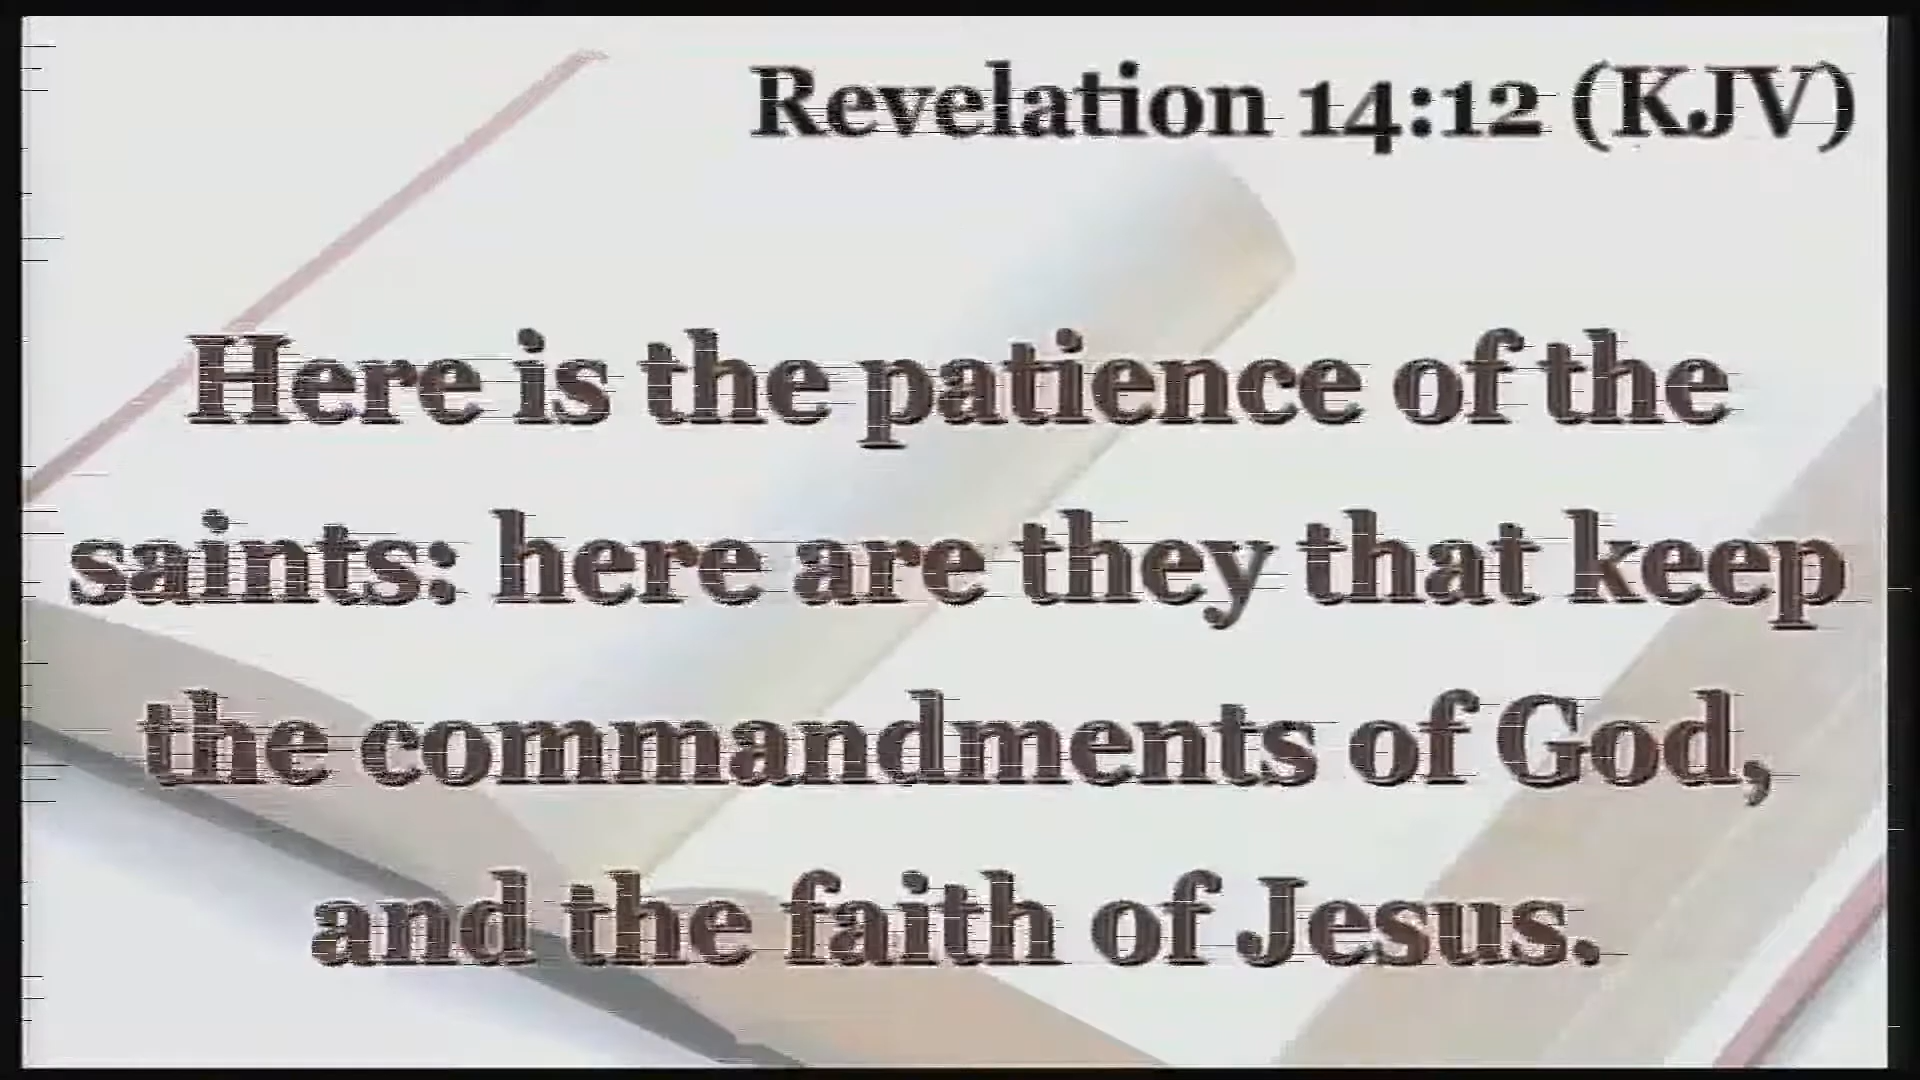 Revelation 14:12 (KJV)
Here is the patience of the
saints: here are they that keep
the commandments of God,
and the faith of Jesus.